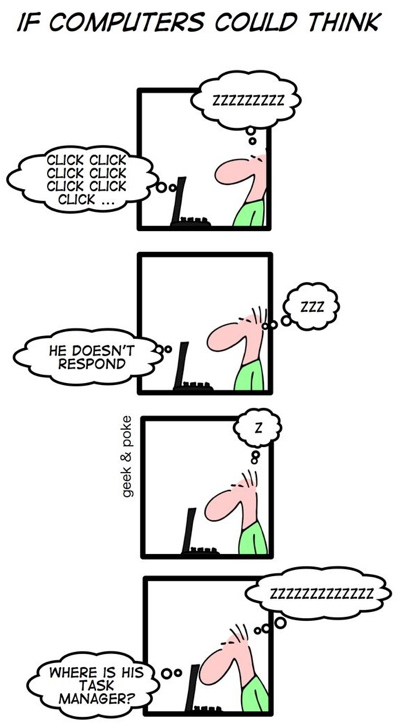 IF COMPUTERS COULD THINK
ZZZZZZZZZ
CLICK CLICK
CLICK CLICK
CLICK CLICK
CLICK ...
ZZZ
HE DOESN'T
RESPOND
geek & poke
Z
ZZZZZZZZZZZZZ
WHERE IS HIS
TASK
MANAGER?